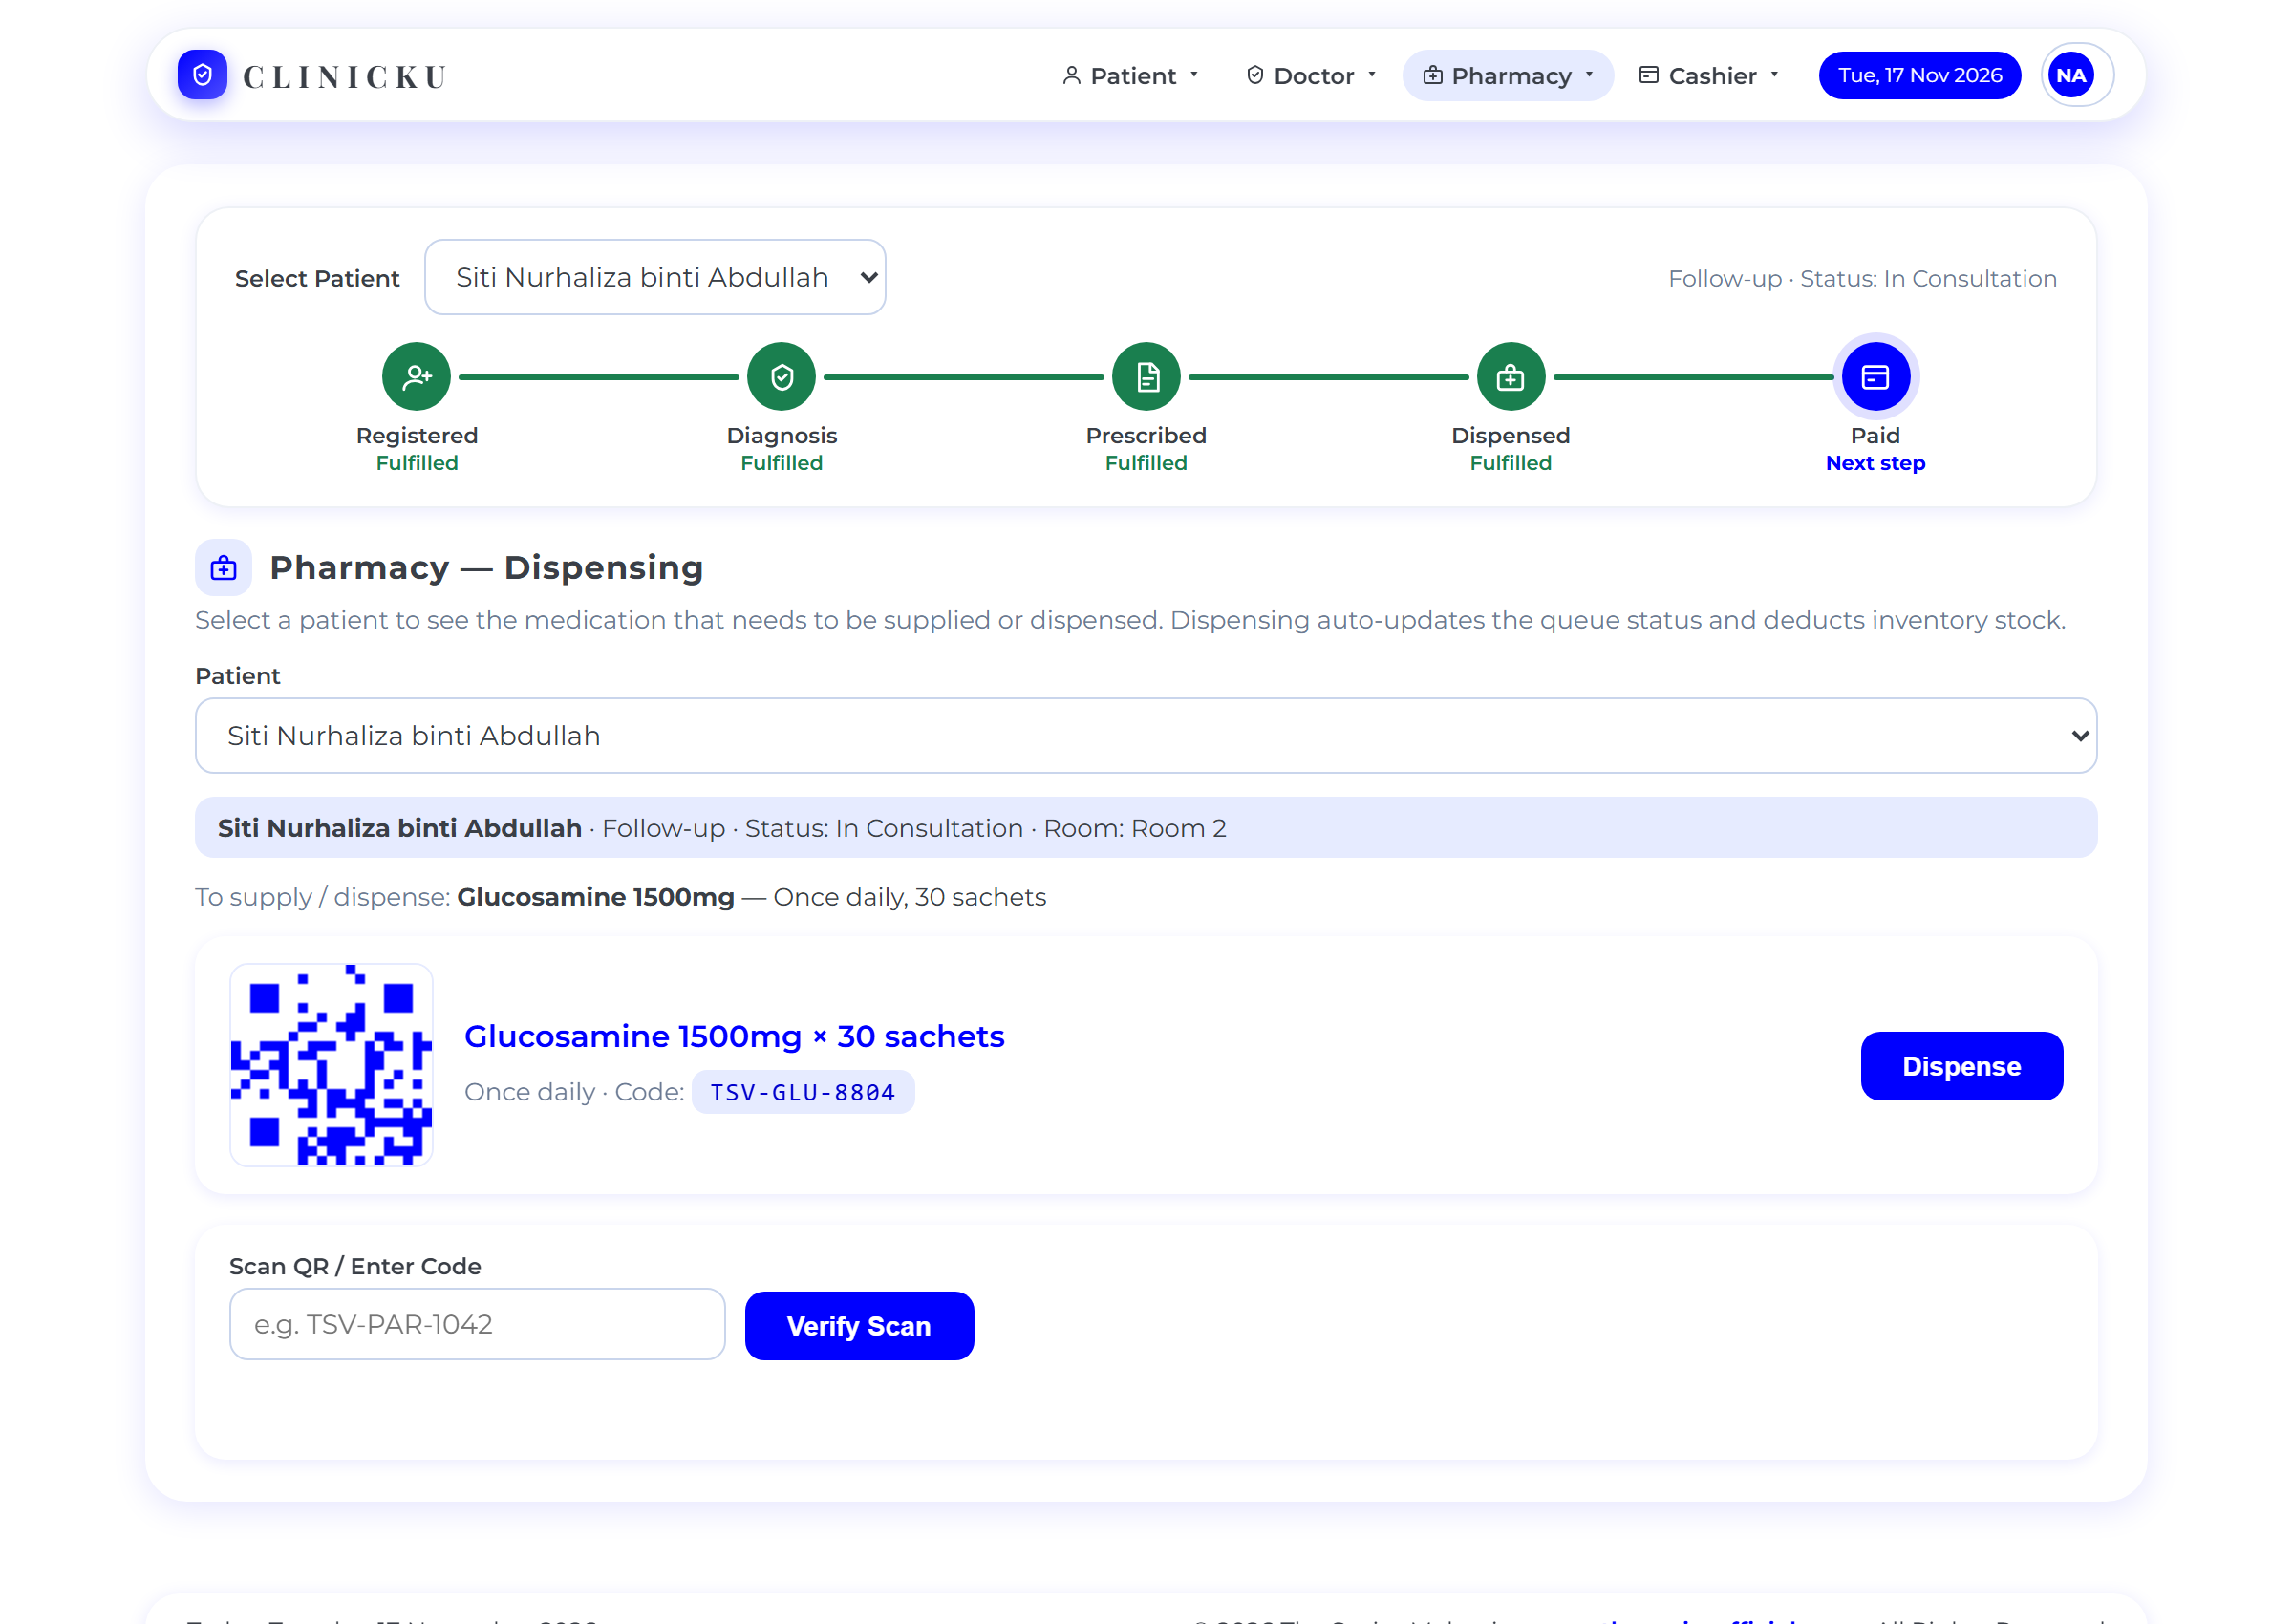 CLINICKU
Patient
Doctor
Pharmacy
Cashier
Tue, 17 Nov 2026
NA
Select Patient
Siti Nurhaliza binti Abdullah
Follow-up · Status: In Consultation
Registered
Fulfilled
Diagnosis
Fulfilled
Prescribed
Fulfilled
Dispensed
Fulfilled
Paid
Next step
Pharmacy — Dispensing
Select a patient to see the medication that needs to be supplied or dispensed. Dispensing auto-updates the queue status and deducts inventory stock.
Patient
Siti Nurhaliza binti Abdullah
Siti Nurhaliza binti Abdullah · Follow-up · Status: In Consultation · Room: Room 2
To supply / dispense: Glucosamine 1500mg — Once daily, 30 sachets
Glucosamine 1500mg × 30 sachets
Once daily · Code: TSV-GLU-8804
Dispense
Scan QR / Enter Code
e.g. TSV-PAR-1042
Verify Scan